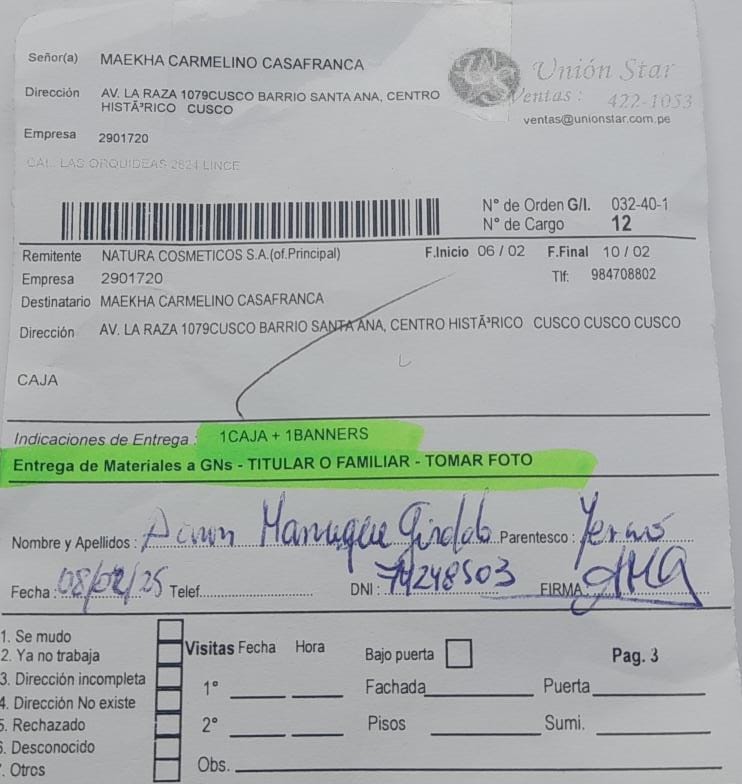 Señor(a) MAEKHA CARMELINO CASAFRANCA
Unión Star
Dirección AV. LA RAZA 1079CUSCO BARRIO SANTA ANA, CENTRO
HISTÃ³RICO CUSCO
Ventas : 422-1053
ventas@unionstar.com.pe
Empresa 2901720
CAL. LAS ORQUIDEAS 2624 LINCE
N° de Orden G/I. 032-40-1
N° de Cargo 12
Remitente NATURA COSMETICOS S.A.(of.Principal) F.Inicio 06 / 02 F.Final 10 / 02
Empresa 2901720 Tlf: 984708802
Destinatario MAEKHA CARMELINO CASAFRANCA
Dirección AV. LA RAZA 1079CUSCO BARRIO SANTA ANA, CENTRO HISTÃ³RICO CUSCO CUSCO CUSCO
CAJA
Indicaciones de Entrega : 1CAJA + 1BANNERS
Entrega de Materiales a GNs - TITULAR O FAMILIAR - TOMAR FOTO
Nombre y Apellidos : Parentesco : Yerno
Fecha : 08/02/25 Telef. DNI : 74248503 FIRMA:
1. Se mudo
2. Ya no trabaja
3. Dirección incompleta
4. Dirección No existe
5. Rechazado
6. Desconocido
7. Otros
Visitas Fecha Hora Bajo puerta Pag. 3
1° Fachada Puerta
2° Pisos Sumi.
Obs.